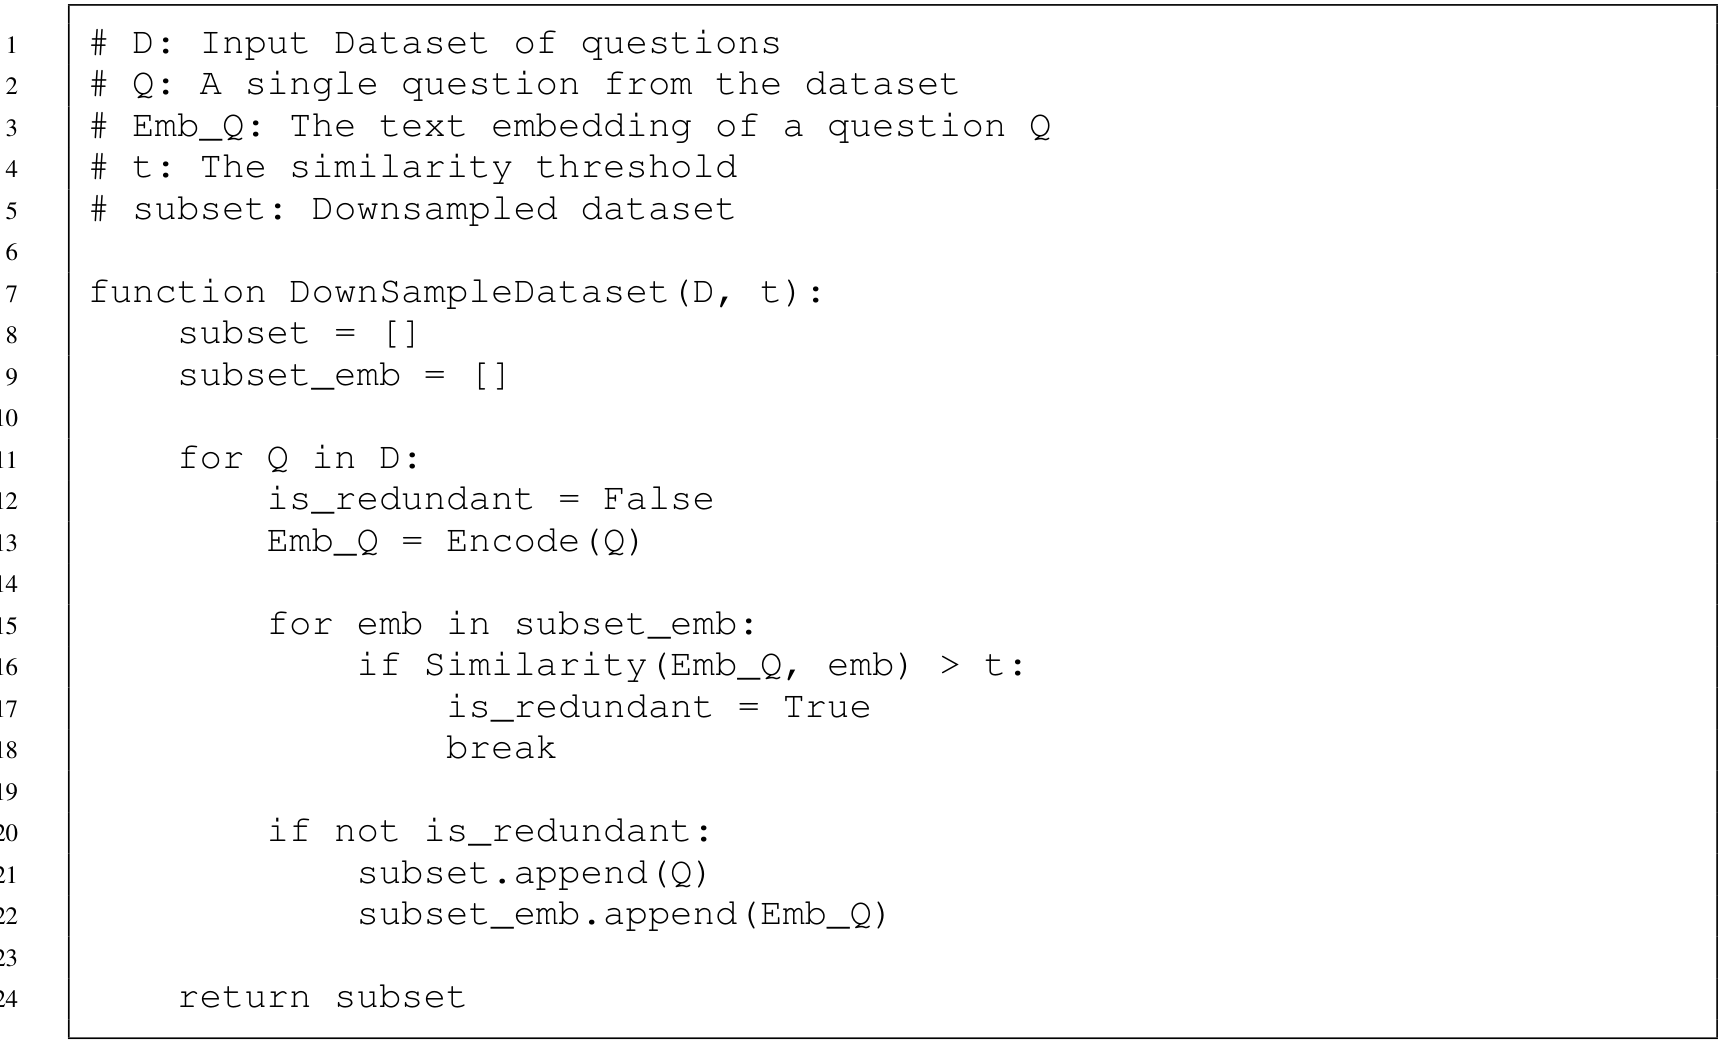 1 # D: Input Dataset of questions
2 # Q: A single question from the dataset
3 # Emb_Q: The text embedding of a question Q
4 # t: The similarity threshold
5 # subset: Downsampled dataset
6
7 function DownSampleDataset(D, t):
8     subset = []
9     subset_emb = []
10
11     for Q in D:
12         is_redundant = False
13         Emb_Q = Encode(Q)
14
15         for emb in subset_emb:
16             if Similarity(Emb_Q, emb) > t:
17                 is_redundant = True
18                 break
19
20         if not is_redundant:
21             subset.append(Q)
22             subset_emb.append(Emb_Q)
23
24     return subset